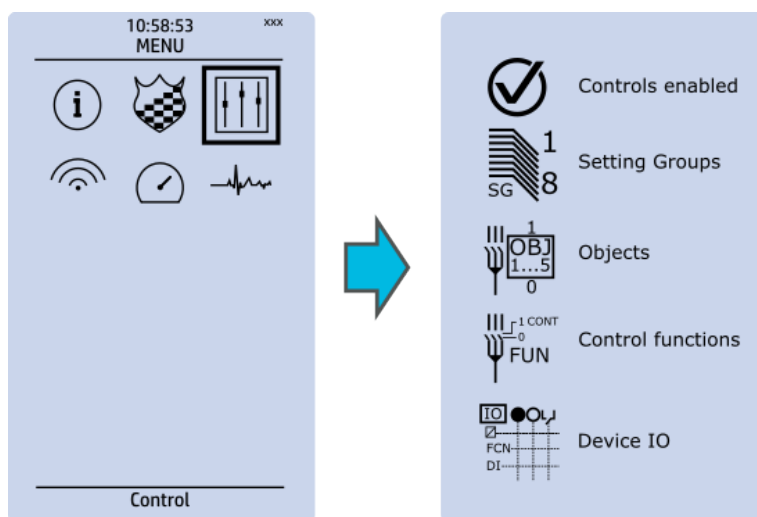 10:58:53
xxx
MENU
i
Control
Controls enabled
1
SG 8
Setting Groups
1
OBJ
1...5
0
Objects
1 CONT
0
FUN
Control functions
IO
FCN
DI
Device IO